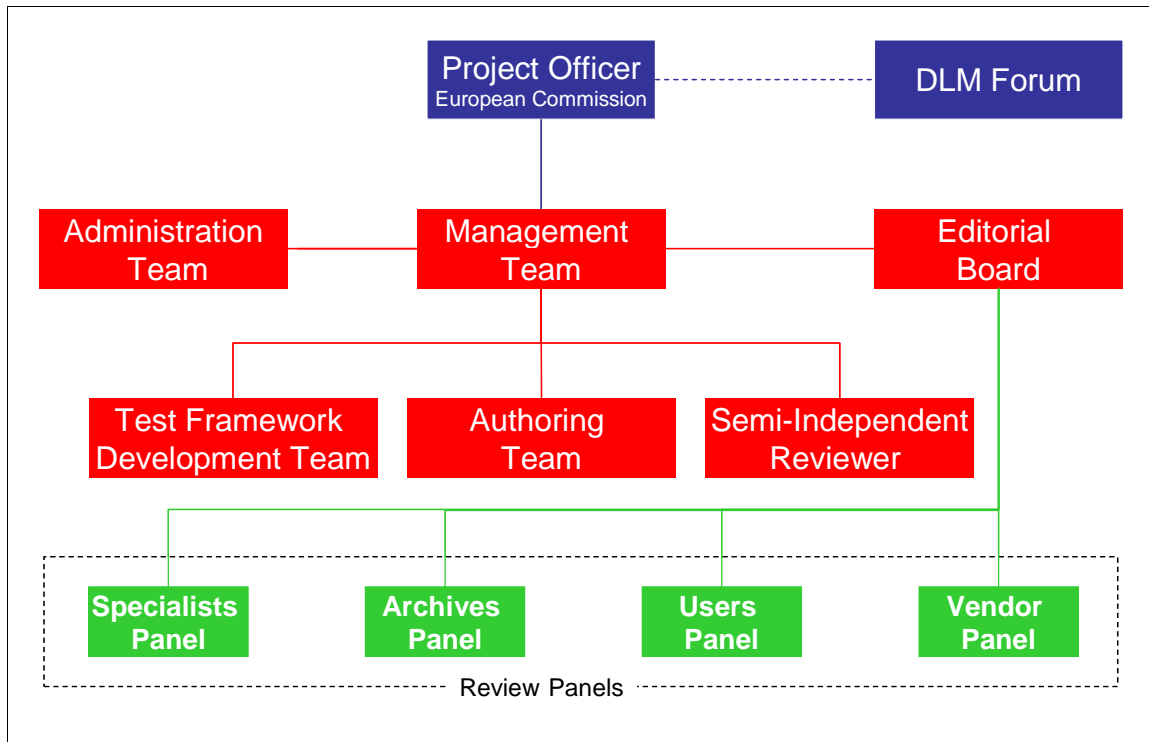 Project Officer
European Commission
DLM Forum
Administration
Team
Management
Team
Editorial
Board
Test Framework
Development Team
Authoring
Team
Semi-Independent
Reviewer
Specialists
Panel
Archives
Panel
Users
Panel
Vendor
Panel
Review Panels